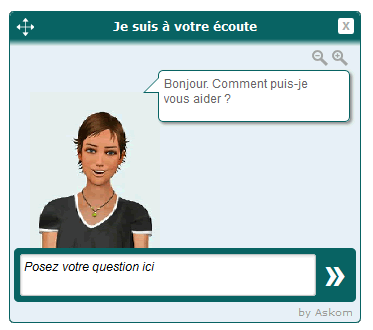 Je suis à votre écoute
X
Bonjour. Comment puis-je
vous aider ?
Posez votre question ici
»
by Askom